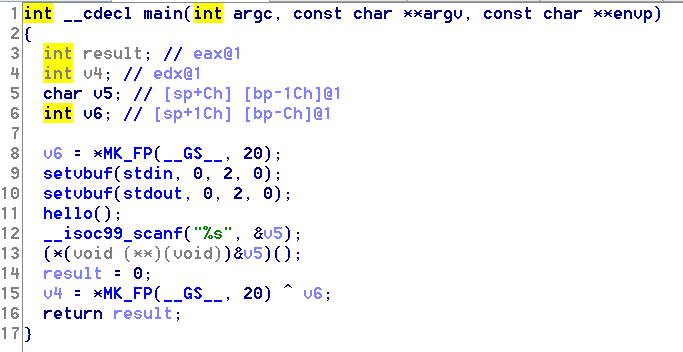 1 int __cdecl main(int argc, const char **argv, const char **envp)
2 {
3   int result; // eax@1
4   int v4; // edx@1
5   char v5; // [sp+Ch] [bp-1Ch]@1
6   int v6; // [sp+1Ch] [bp-Ch]@1
7
8   v6 = *MK_FP(__GS__, 20);
9   setvbuf(stdin, 0, 2, 0);
10   setvbuf(stdout, 0, 2, 0);
11   hello();
12   __isoc99_scanf("%s", &v5);
13   (*(void (**)(void))&v5)();
14   result = 0;
15   v4 = *MK_FP(__GS__, 20) ^ v6;
16   return result;
17 }